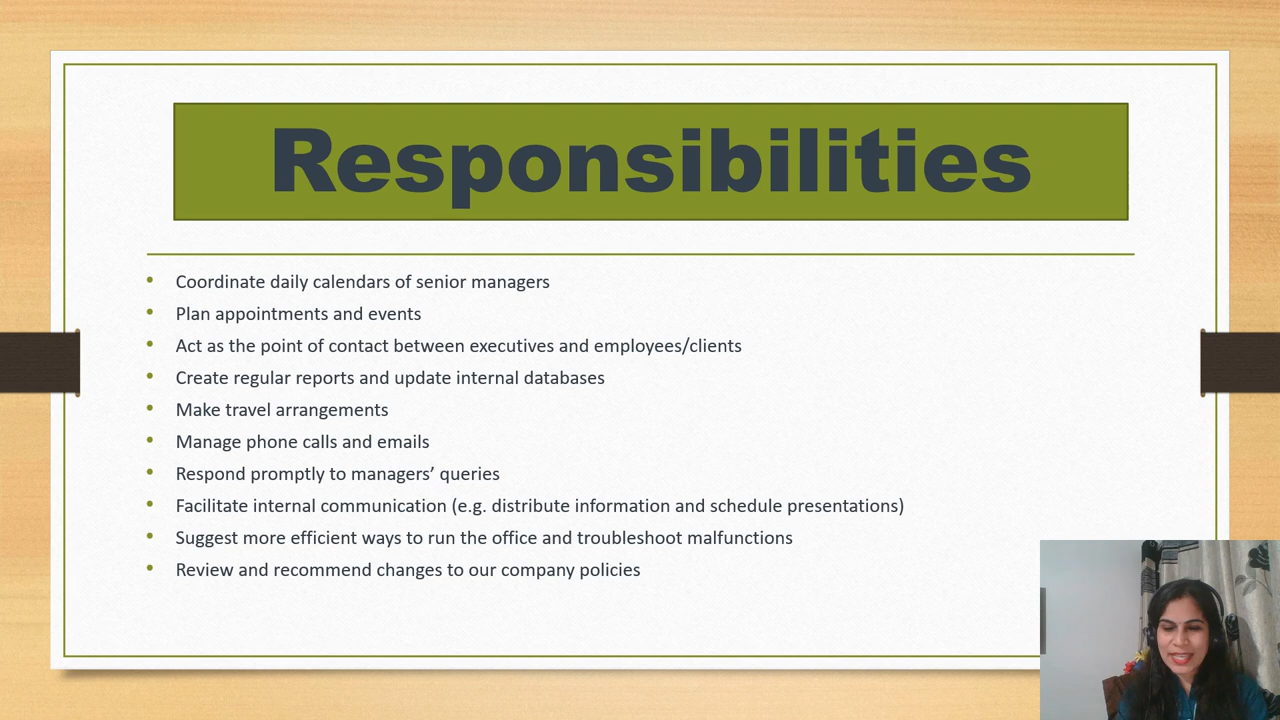 Responsibilities
• Coordinate daily calendars of senior managers
• Plan appointments and events
• Act as the point of contact between executives and employees/clients
• Create regular reports and update internal databases
• Make travel arrangements
• Manage phone calls and emails
• Respond promptly to managers’ queries
• Facilitate internal communication (e.g. distribute information and schedule presentations)
• Suggest more efficient ways to run the office and troubleshoot malfunctions
• Review and recommend changes to our company policies